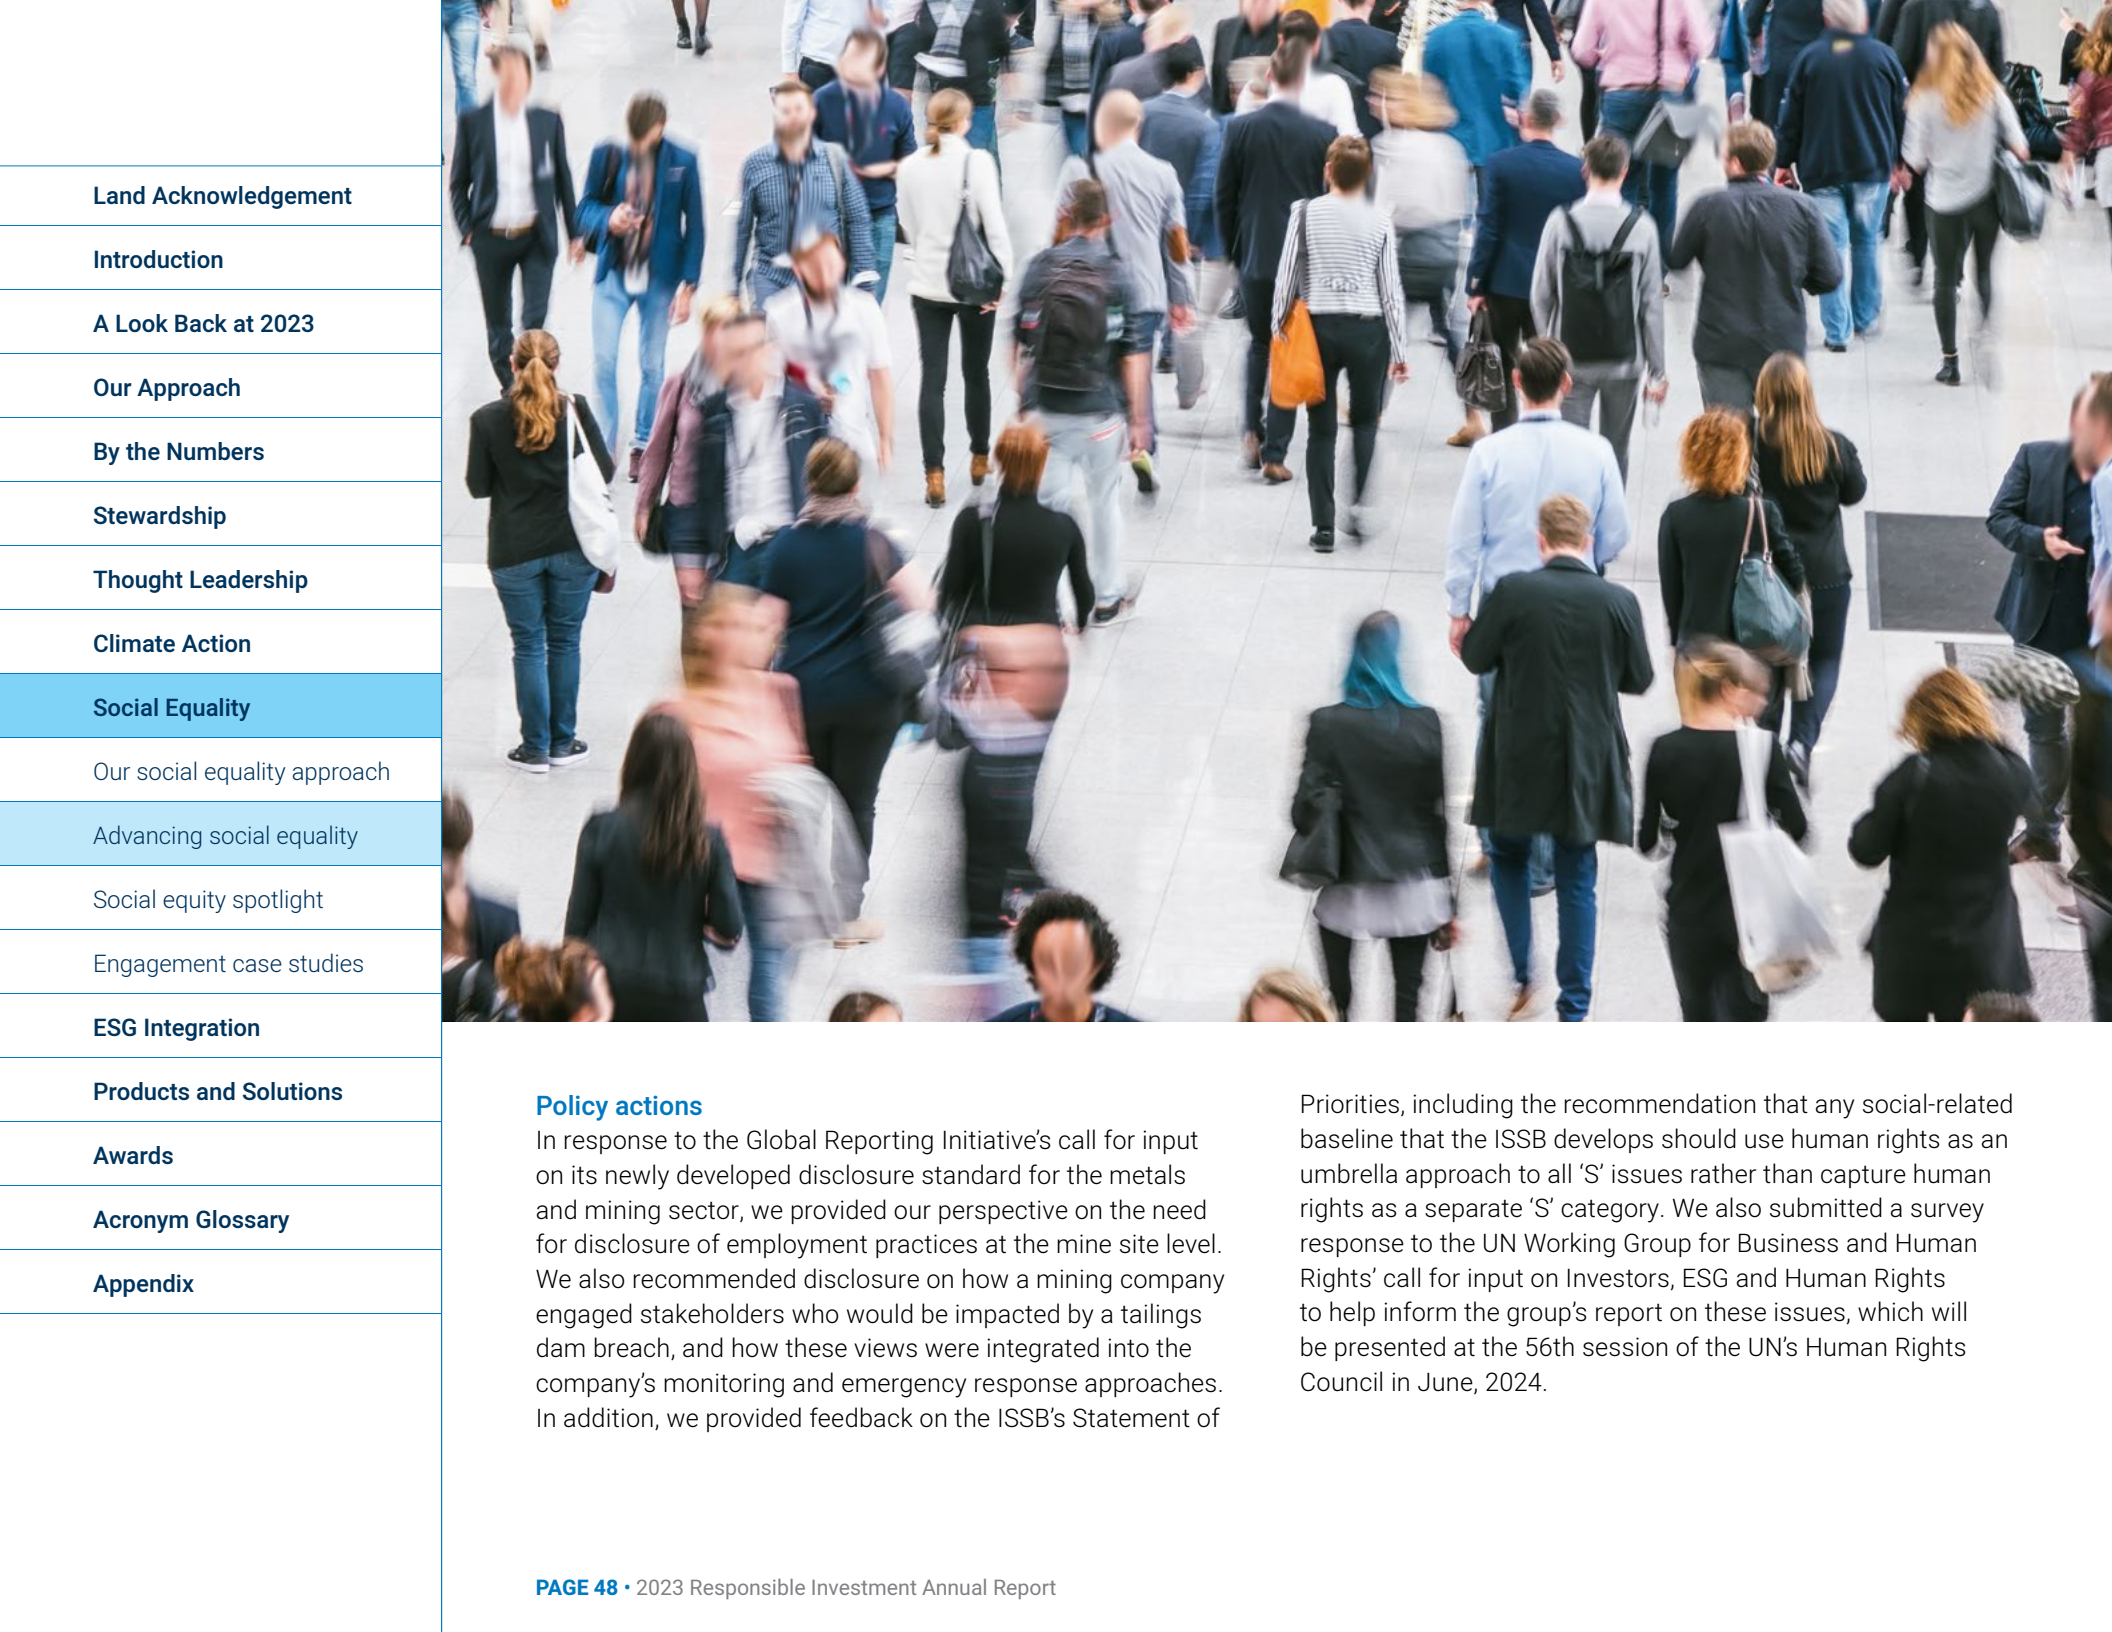 Land Acknowledgement
Introduction
A Look Back at 2023
Our Approach
By the Numbers
Stewardship
Thought Leadership
Climate Action
Social Equality
Our social equality approach
Advancing social equality
Social equity spotlight
Engagement case studies
ESG Integration
Products and Solutions
Awards
Acronym Glossary
Appendix
Policy actions
In response to the Global Reporting Initiative’s call for input
on its newly developed disclosure standard for the metals
and mining sector, we provided our perspective on the need
for disclosure of employment practices at the mine site level.
We also recommended disclosure on how a mining company
engaged stakeholders who would be impacted by a tailings
dam breach, and how these views were integrated into the
company’s monitoring and emergency response approaches.
In addition, we provided feedback on the ISSB’s Statement of
Priorities, including the recommendation that any social-related
baseline that the ISSB develops should use human rights as an
umbrella approach to all ‘S’ issues rather than capture human
rights as a separate ‘S’ category. We also submitted a survey
response to the UN Working Group for Business and Human
Rights’ call for input on Investors, ESG and Human Rights
to help inform the group’s report on these issues, which will
be presented at the 56th session of the UN’s Human Rights
Council in June, 2024.
PAGE 48 • 2023 Responsible Investment Annual Report